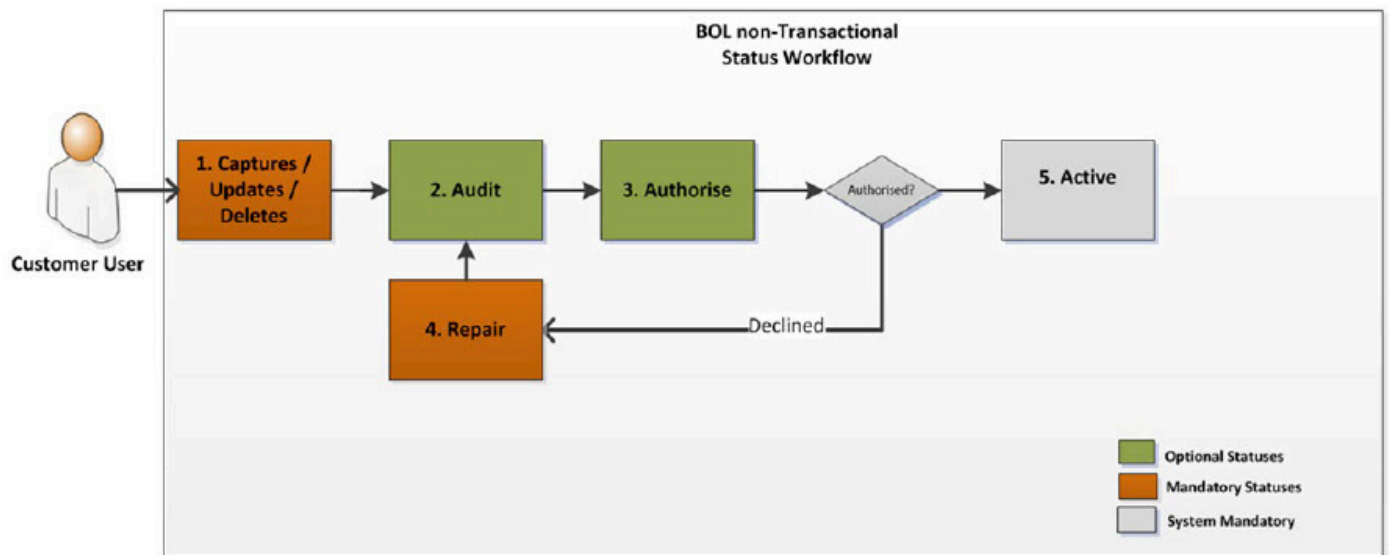 BOL non-Transactional
Status Workflow
Customer User
1. Captures /
Updates /
Deletes
2. Audit
3. Authorise
Authorised?
5. Active
4. Repair
Declined
Optional Statuses
Mandatory Statuses
System Mandatory